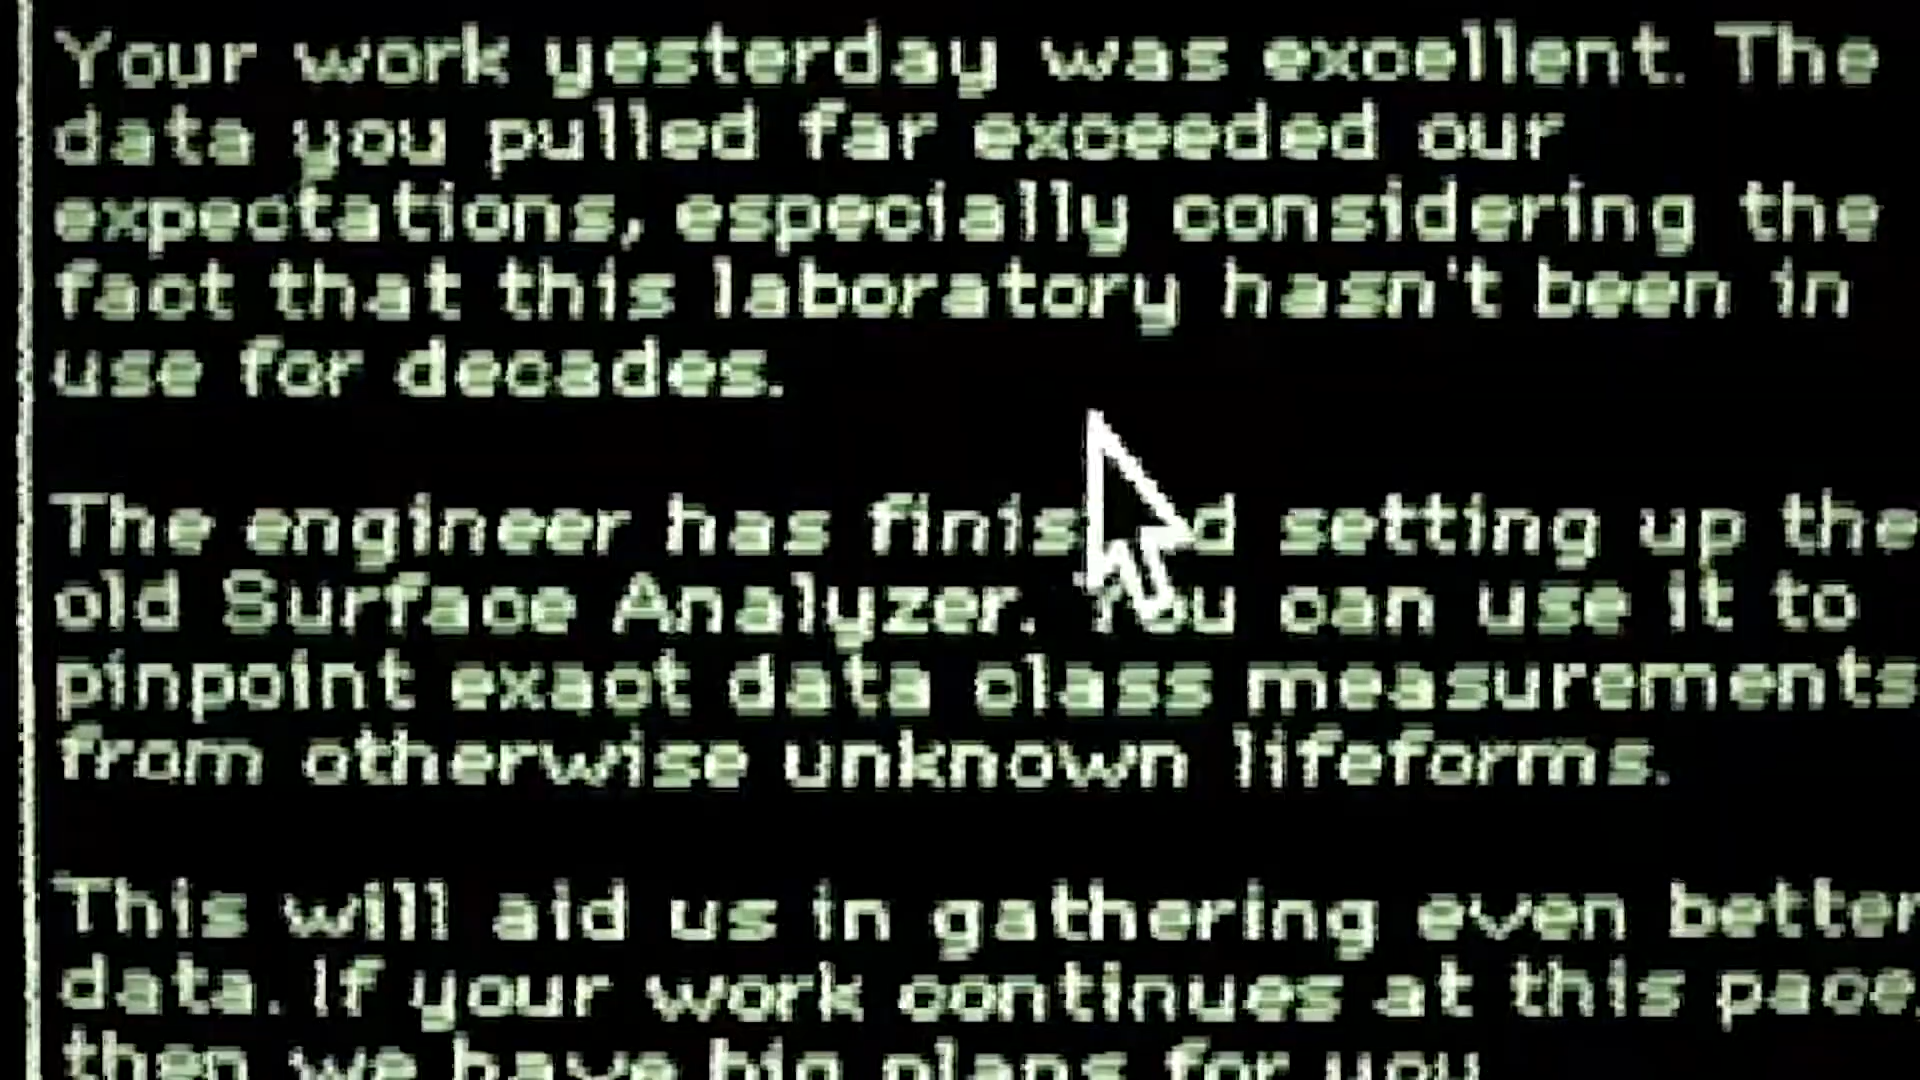 Your work yesterday was excellent. The
data you pulled far exceeded our
expectations, especially considering the
fact that this laboratory hasn't been in
use for decades.
The engineer has finished setting up the
old Surface Analyzer. You can use it to
pinpoint exact data class measurements
from otherwise unknown lifeforms.
This will aid us in gathering even better
data. If your work continues at this pace,
then we have big plans for you